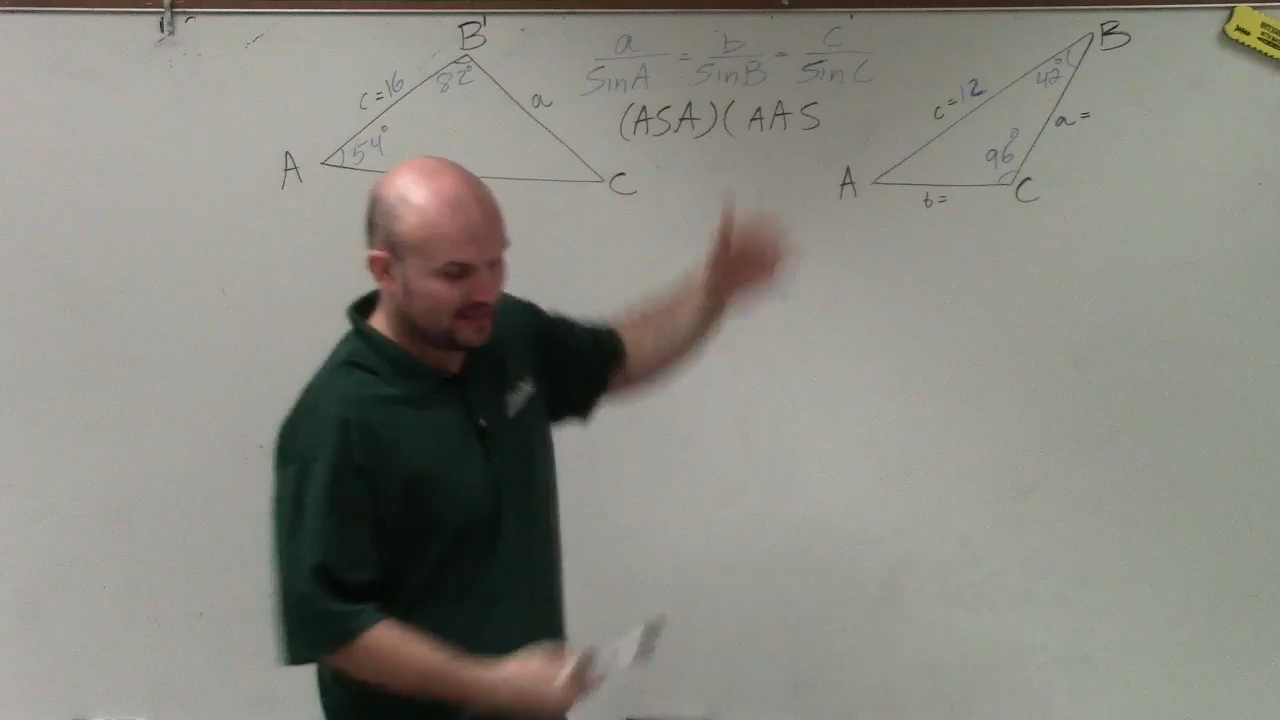 B
c=16
82°
a
A
54°
C
a/SinA = b/SinB = c/SinC
(ASA)(AAS
B
c=12
42°
a=
96°
A
b=
C